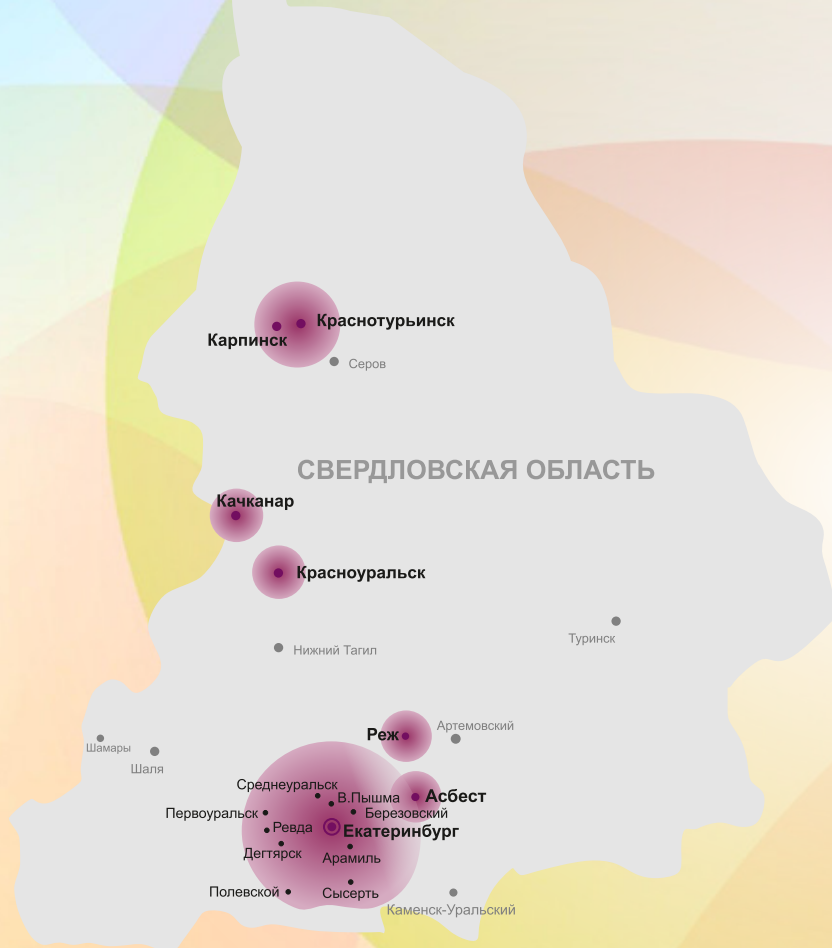 Краснотурьинск
Карпинск
Серов
СВЕРДЛОВСКАЯ ОБЛАСТЬ
Качканар
Красноуральск
Туринск
Нижний Тагил
Артемовский
Реж
Шамары
Шаля
Среднеуральск
В.Пышма
Асбест
Первоуральск
Березовский
Ревда
Екатеринбург
Дегтярск
Арамиль
Полевской
Сысерть
Каменск-Уральский